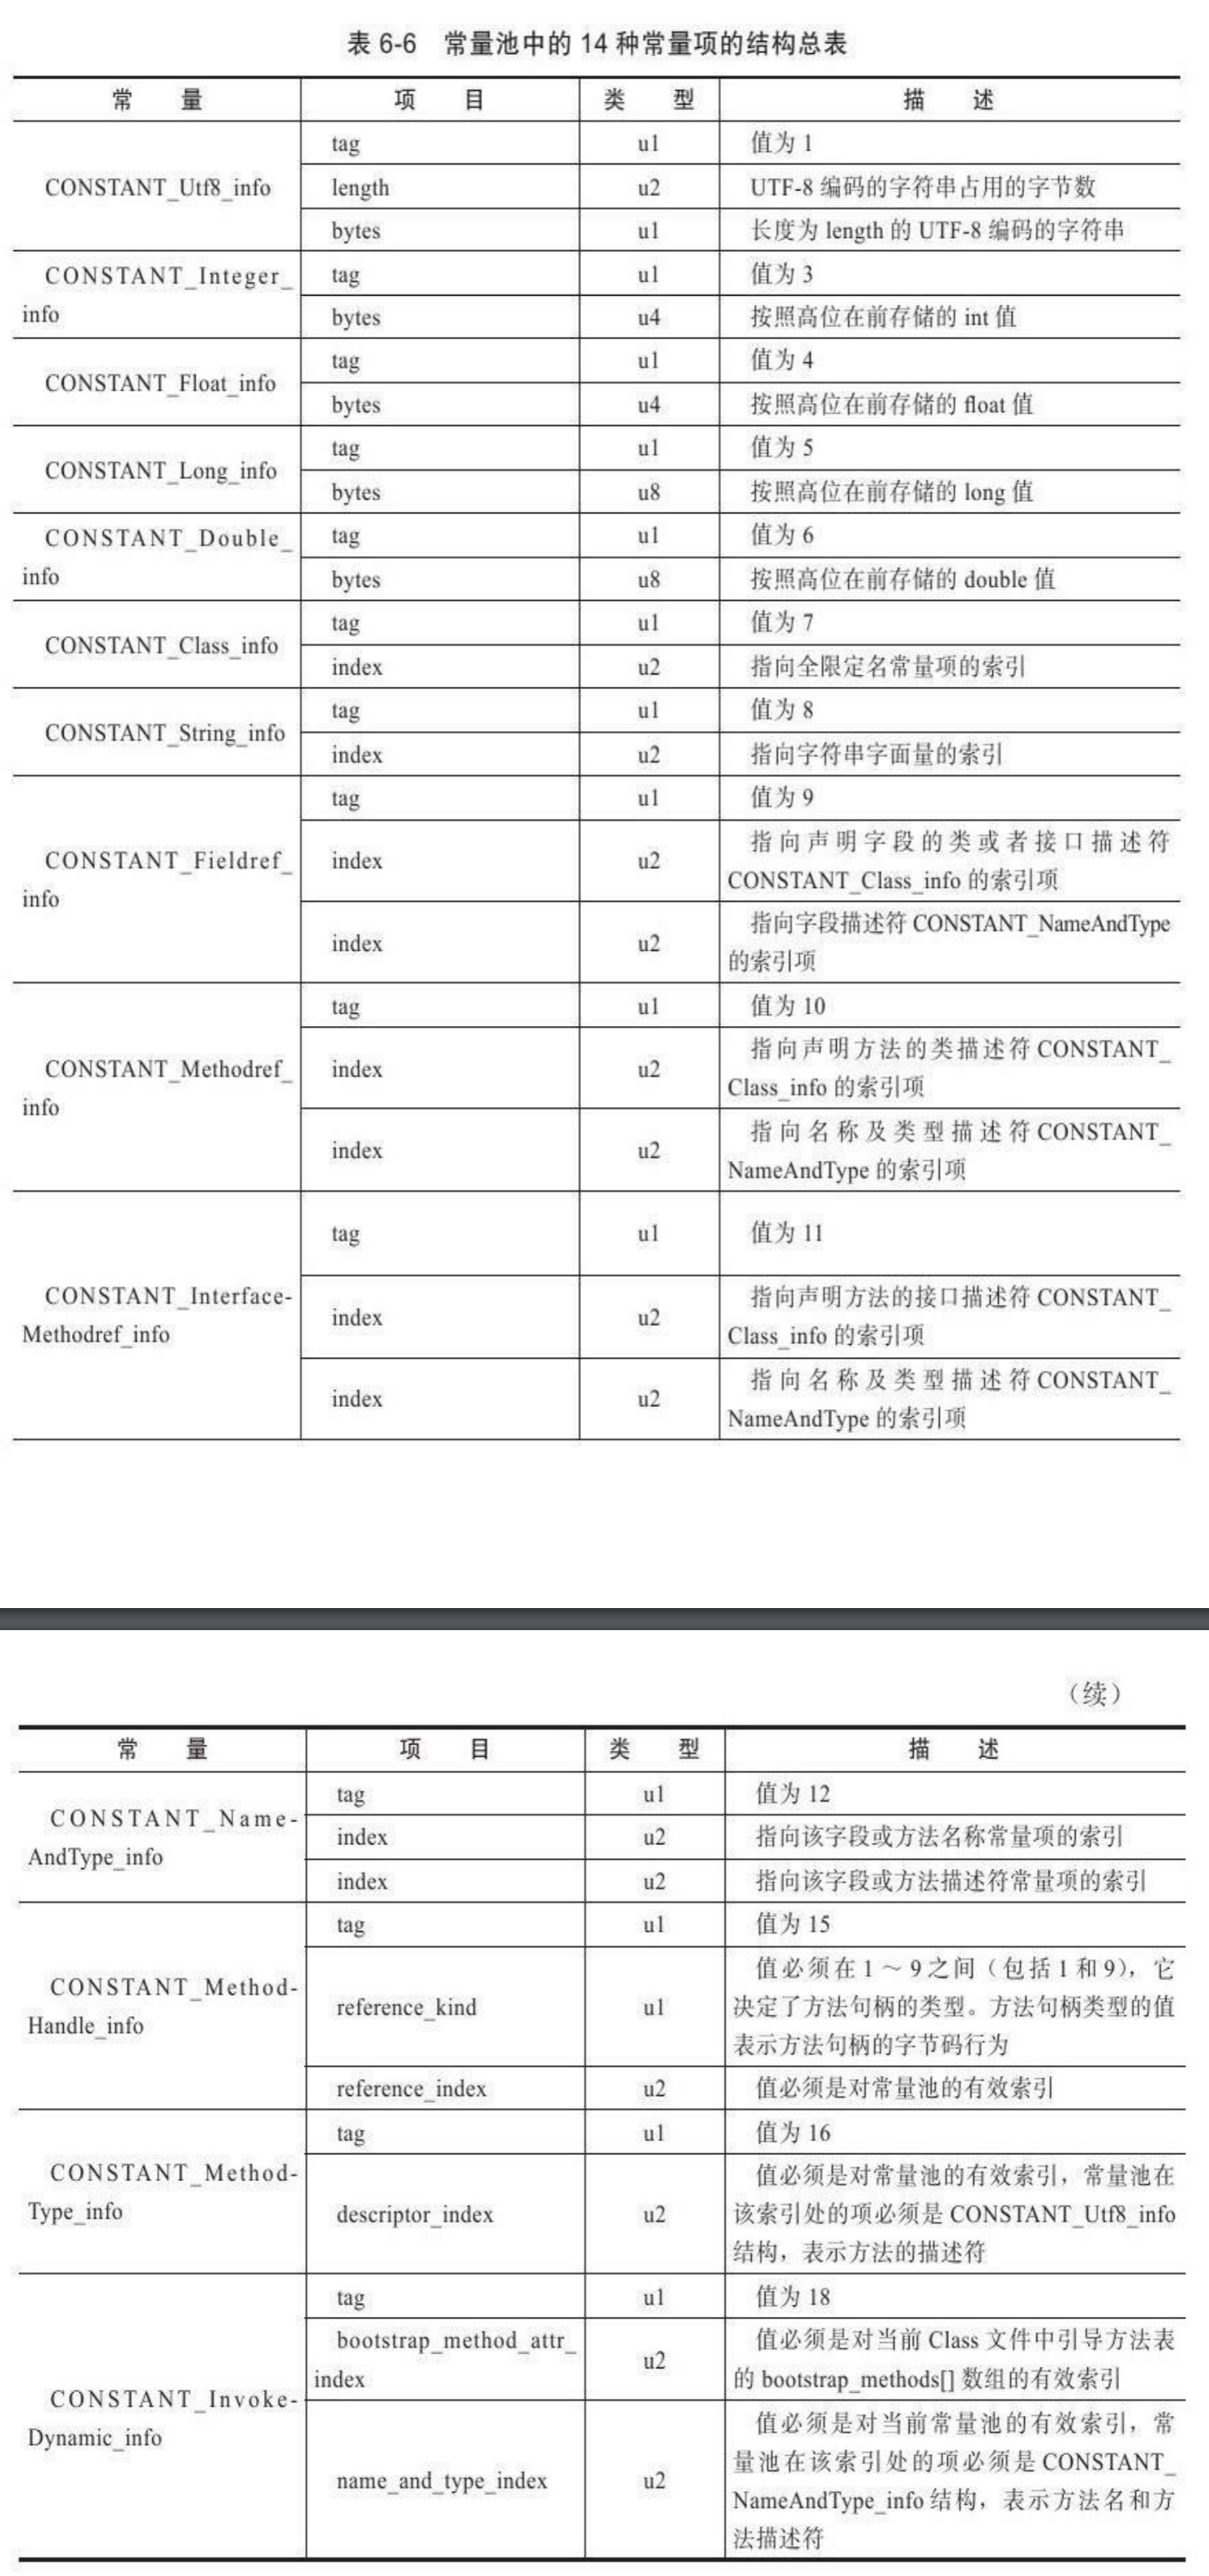 表 6-6 常量池中的 14 种常量项的结构总表
常 量 项 目 类 型 描 述
CONSTANT_Utf8_info
tag u1 值为 1
length u2 UTF-8 编码的字符串占用的字节数
bytes u1 长度为 length 的 UTF-8 编码的字符串
CONSTANT_Integer_
info
tag u1 值为 3
bytes u4 按照高位在前存储的 int 值
CONSTANT_Float_info
tag u1 值为 4
bytes u4 按照高位在前存储的 float 值
CONSTANT_Long_info
tag u1 值为 5
bytes u8 按照高位在前存储的 long 值
CONSTANT_Double_
info
tag u1 值为 6
bytes u8 按照高位在前存储的 double 值
CONSTANT_Class_info
tag u1 值为 7
index u2 指向全限定名常量项的索引
CONSTANT_String_info
tag u1 值为 8
index u2 指向字符串字面量的索引
CONSTANT_Fieldref_
info
tag u1 值为 9
index u2 指向声明字段的类或者接口描述符
CONSTANT_Class_info 的索引项
index u2 指向字段描述符 CONSTANT_NameAndType
的索引项
CONSTANT_Methodref_
info
tag u1 值为 10
index u2 指向声明方法的类描述符 CONSTANT_
Class_info 的索引项
index u2 指向名称及类型描述符 CONSTANT_
NameAndType 的索引项
CONSTANT_Interface-
Methodref_info
tag u1 值为 11
index u2 指向声明方法的接口描述符 CONSTANT_
Class_info 的索引项
index u2 指向名称及类型描述符 CONSTANT_
NameAndType 的索引项
（续）
常 量 项 目 类 型 描 述
CONSTANT_Name-
AndType_info
tag u1 值为 12
index u2 指向该字段或方法名称常量项的索引
index u2 指向该字段或方法描述符常量项的索引
CONSTANT_Method-
Handle_info
tag u1 值为 15
reference_kind u1 值必须在 1 ～ 9 之间（包括 1 和 9），它
决定了方法句柄的类型。方法句柄类型的值
表示方法句柄的字节码行为
reference_index u2 值必须是对常量池的有效索引
CONSTANT_Method-
Type_info
tag u1 值为 16
descriptor_index u2 值必须是对常量池的有效索引，常量池在
该索引处的项必须是 CONSTANT_Utf8_info
结构，表示方法的描述符
CONSTANT_Invoke-
Dynamic_info
tag u1 值为 18
bootstrap_method_attr_
index
u2 值必须是对当前 Class 文件中引导方法表
的 bootstrap_methods[] 数组的有效索引
name_and_type_index u2 值必须是对当前常量池的有效索引，常
量池在该索引处的项必须是 CONSTANT_
NameAndType_info 结构，表示方法名和方
法描述符